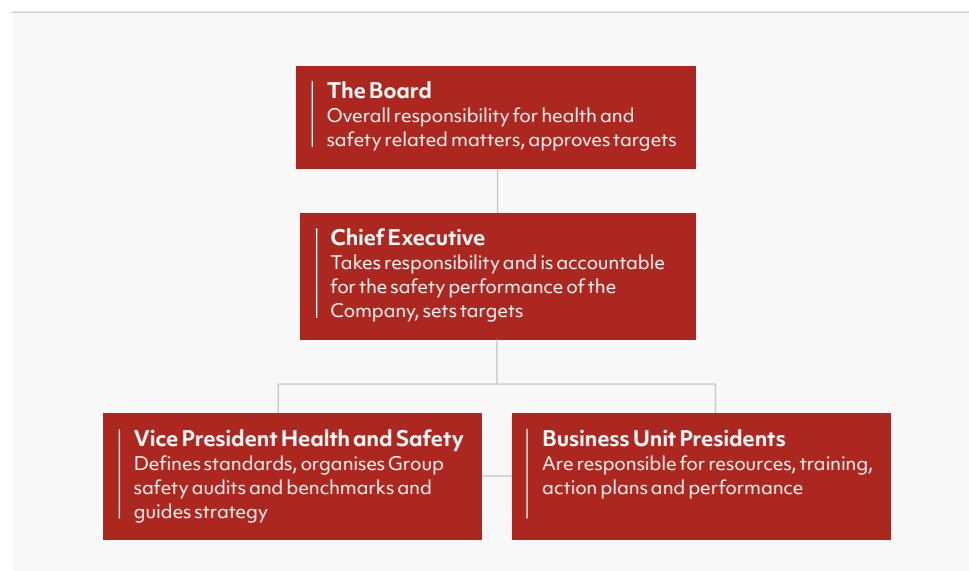 The Board
Overall responsibility for health and
safety related matters, approves targets
Chief Executive
Takes responsibility and is accountable
for the safety performance of the
Company, sets targets
Vice President Health and Safety
Defines standards, organises Group
safety audits and benchmarks and
guides strategy
Business Unit Presidents
Are responsible for resources, training,
action plans and performance